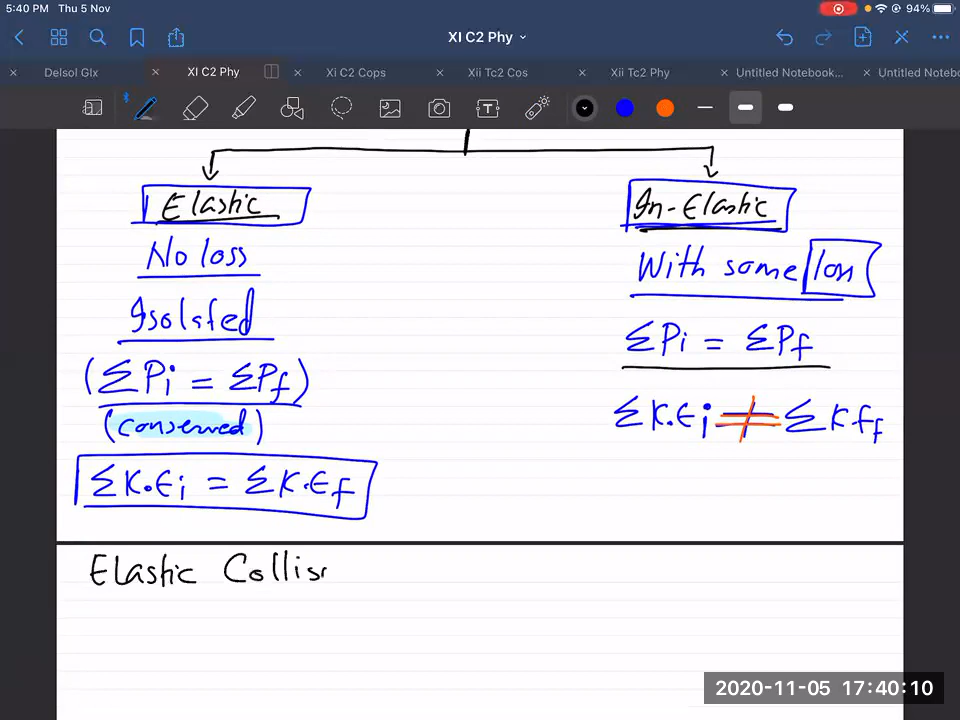 5:40 PM Thu 5 Nov
94%
XI C2 Phy
Delsol Glx
XI C2 Phy
Xi C2 Cops
Xii Tc2 Cos
Xii Tc2 Phy
Untitled Notebook...
Untitled Notebo
Elastic
No loss
Isolated
(ΣPi = ΣPf)
(conserved)
ΣK.Ei = ΣK.Ef
In-Elastic
With some loss
ΣPi = ΣPf
ΣK.Ei ≠ ΣK Ef
Elastic Collis
2020-11-05 17:40:10